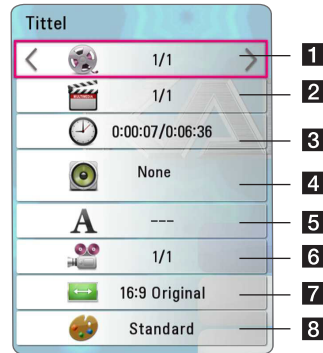 Tittel
1/1 1
1/1 2
0:00:07/0:06:36 3
None 4
A --- 5
1/1 6
16:9 Original 7
Standard 8